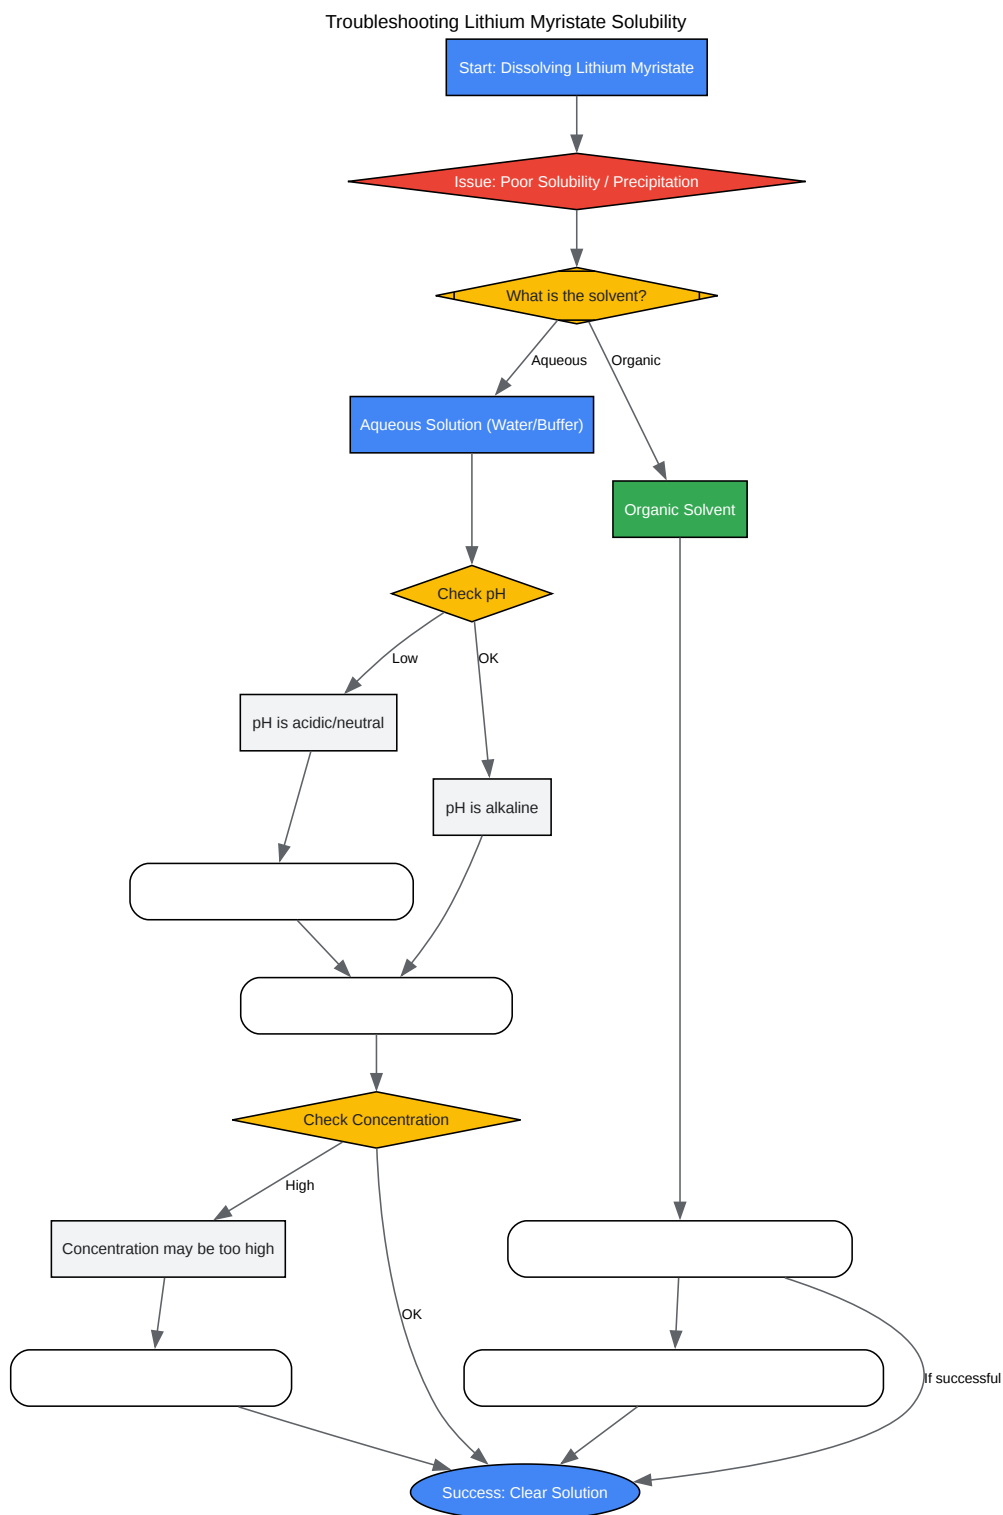 Troubleshooting Lithium Myristate Solubility
Start: Dissolving Lithium Myristate
Issue: Poor Solubility / Precipitation
What is the solvent?
Aqueous
Organic
Aqueous Solution (Water/Buffer)
Organic Solvent
Check pH
Low
OK
pH is acidic/neutral
pH is alkaline
Check Concentration
High
Concentration may be too high
OK
If successful
Success: Clear Solution